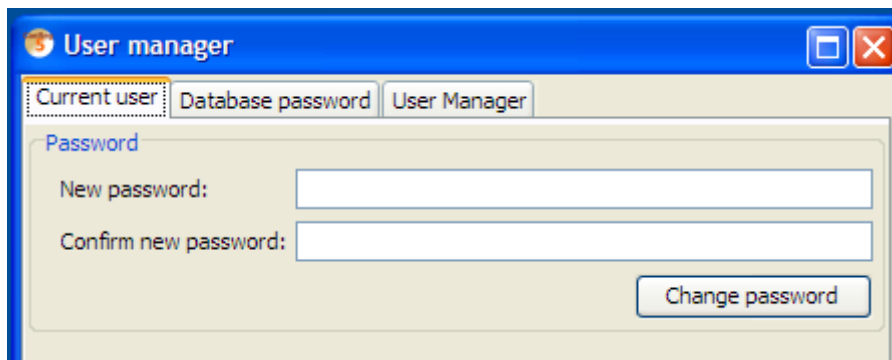 User manager
Current user Database password User Manager
Password
New password:
Confirm new password:
Change password